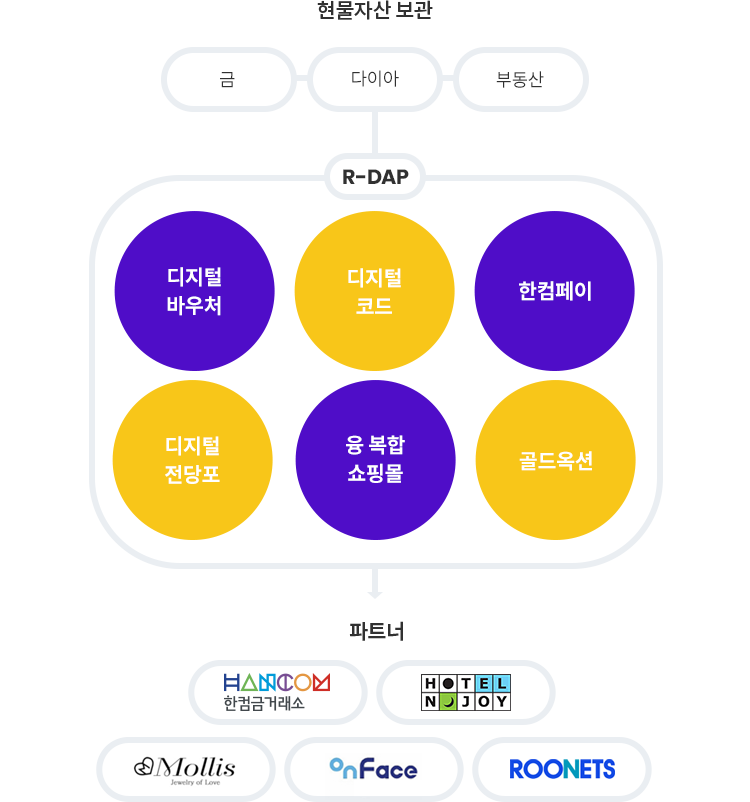 현물자산 보관
금
다이아
부동산
R-DAP
디지털
바우처
디지털
코드
한컴페이
디지털
전당포
융 복합
쇼핑몰
골드옥션
파트너
HANCOM
한컴금거래소
HOTEL
NOJOY
Mollis
Jewelry of Love
onFace
ROONETS